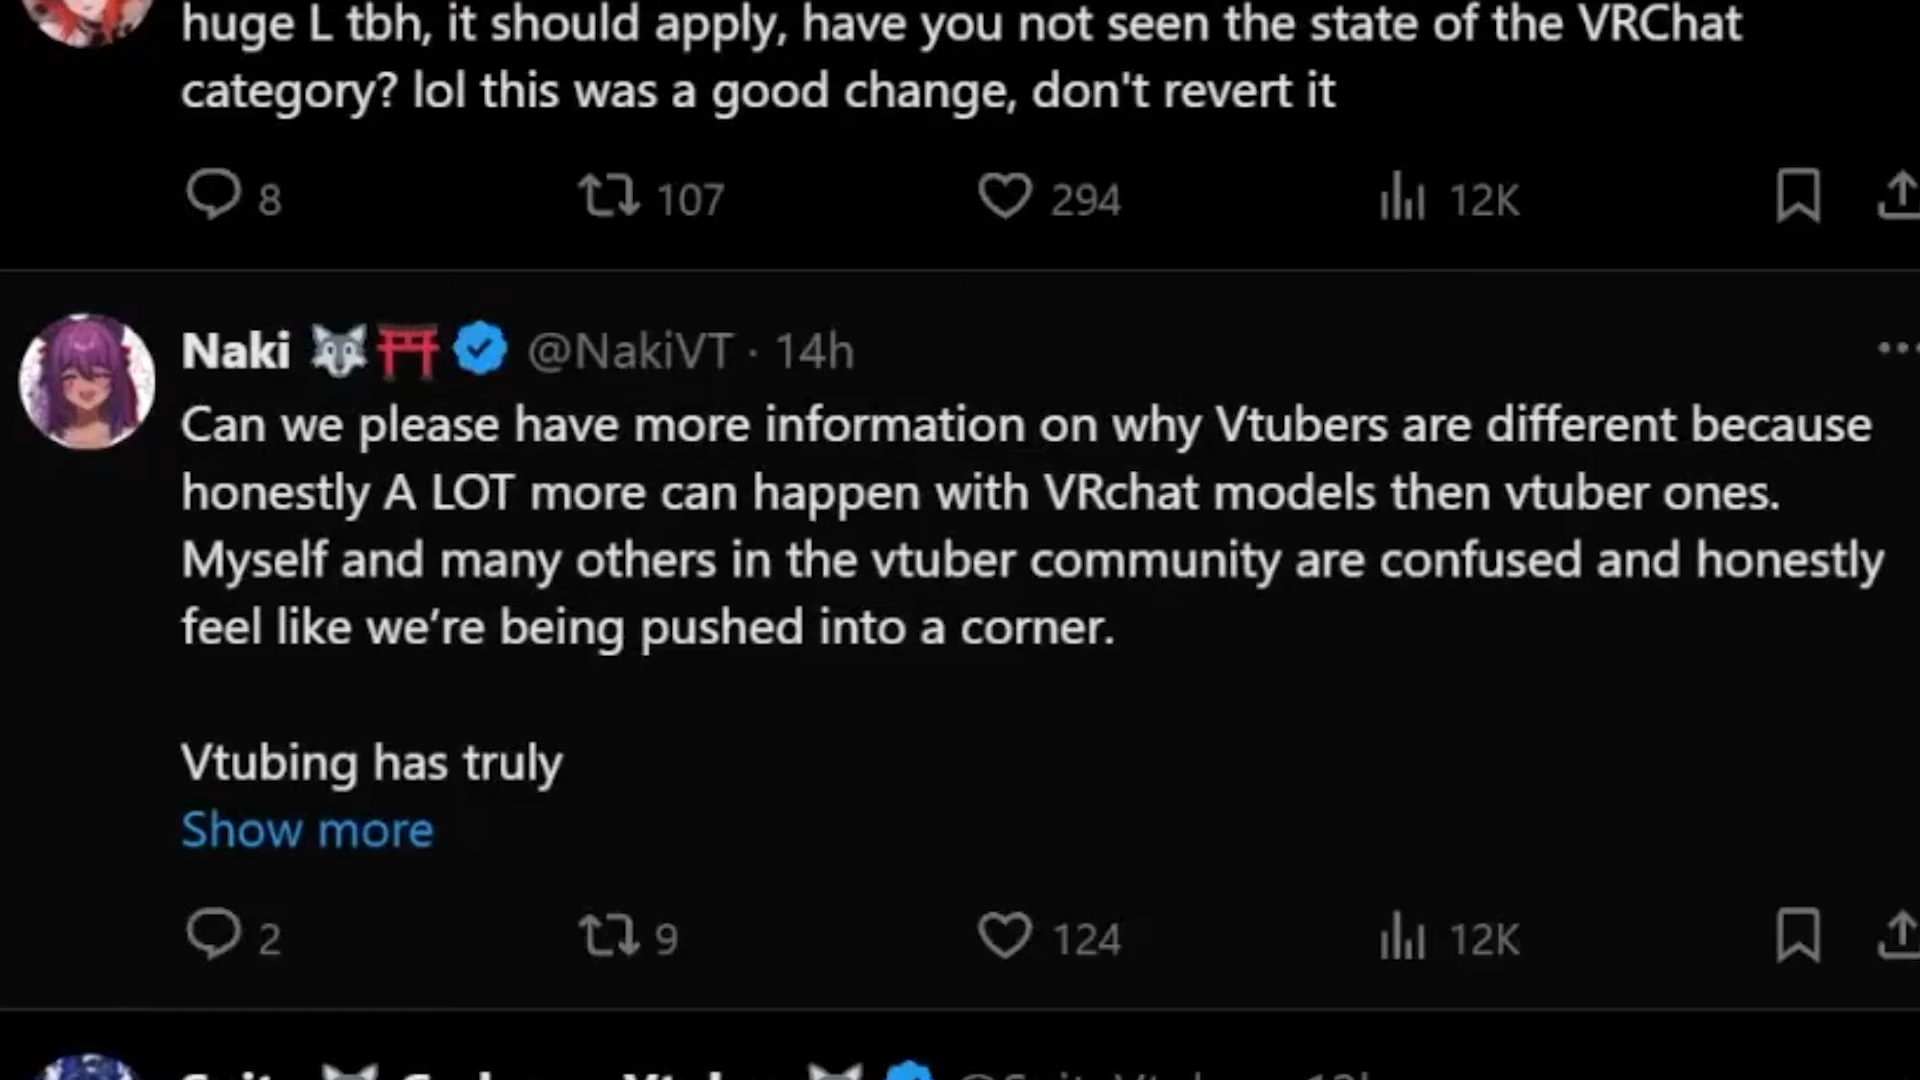 huge L tbh, it should apply, have you not seen the state of the VRChat
category? lol this was a good change, don't revert it
8 107 294 12K
Naki @NakiVT · 14h
Can we please have more information on why Vtubers are different because
honestly A LOT more can happen with VRchat models then vtuber ones.
Myself and many others in the vtuber community are confused and honestly
feel like we’re being pushed into a corner.
Vtubing has truly
Show more
2 9 124 12K